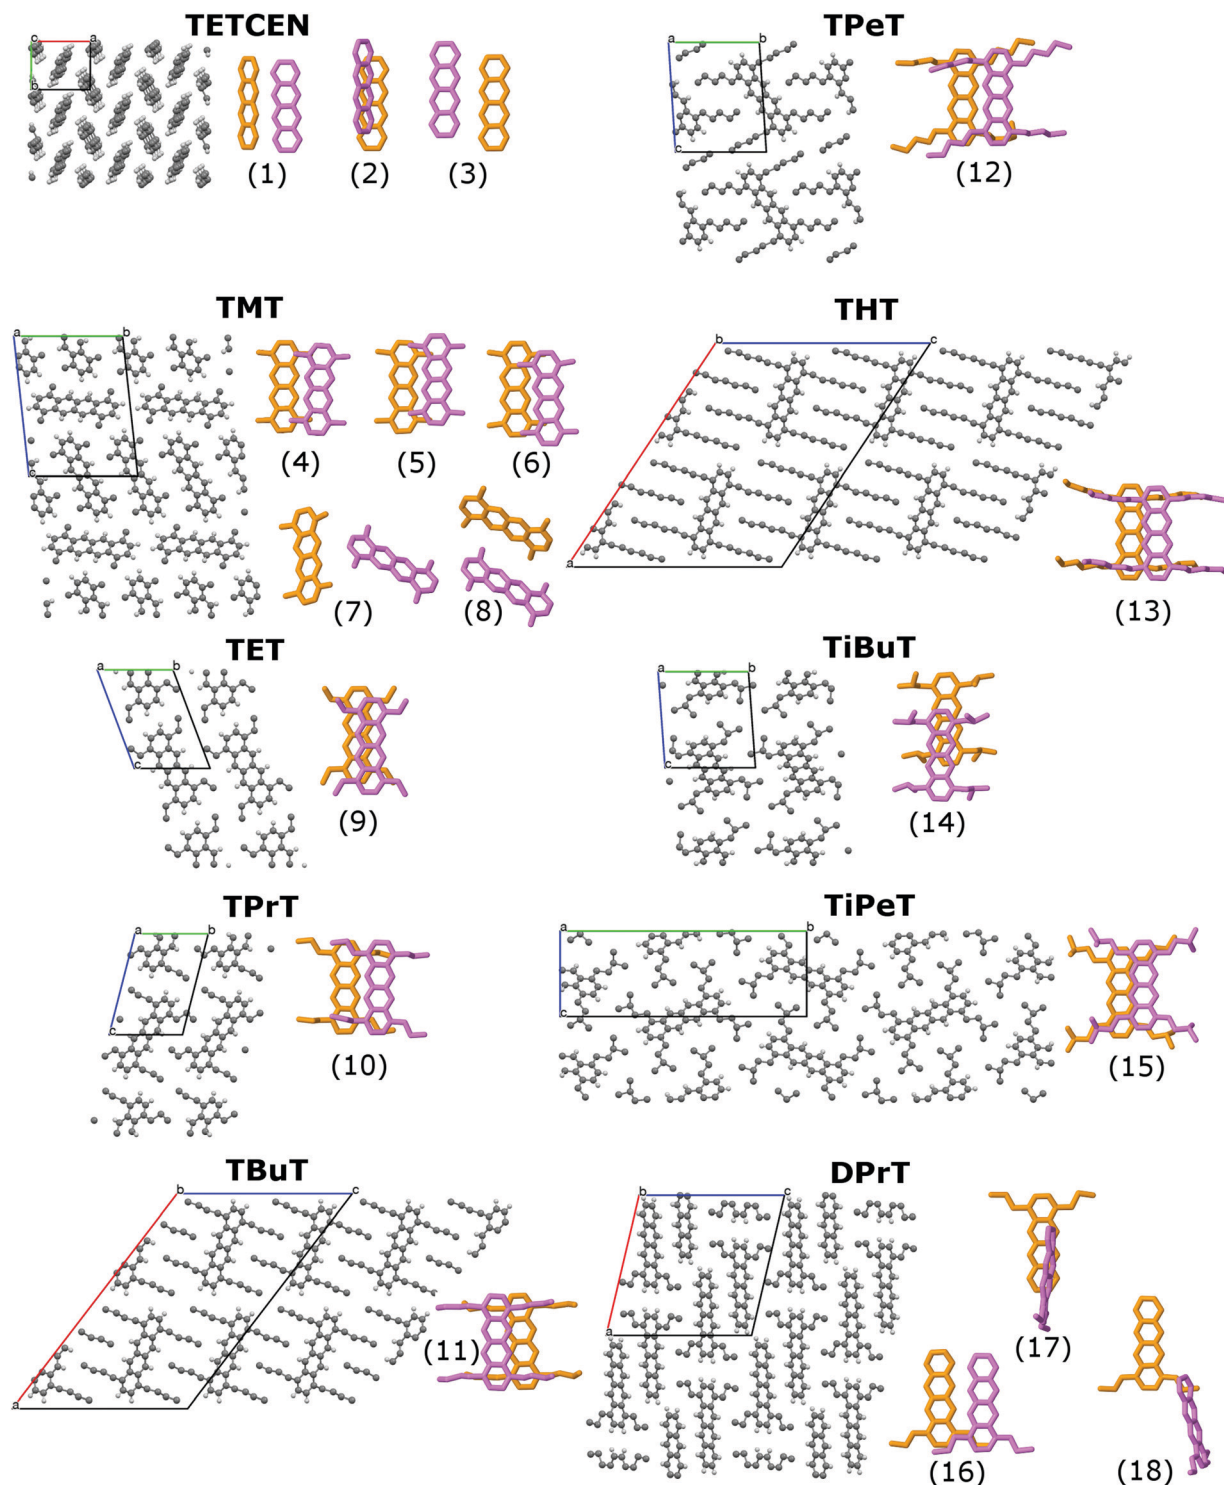 TETCEN
c a
b
(1) (2) (3)
TPeT
a b
c
(12)
TMT
a b
c
(4) (5) (6)
(7) (8)
THT
b c
a
(13)
TET
a b
c
(9)
TiBuT
a b
c
(14)
TPrT
a b
c
(10)
TiPeT
a b
c
(15)
TBuT
b c
a
(11)
DPrT
b c
a
(17)
(16) (18)